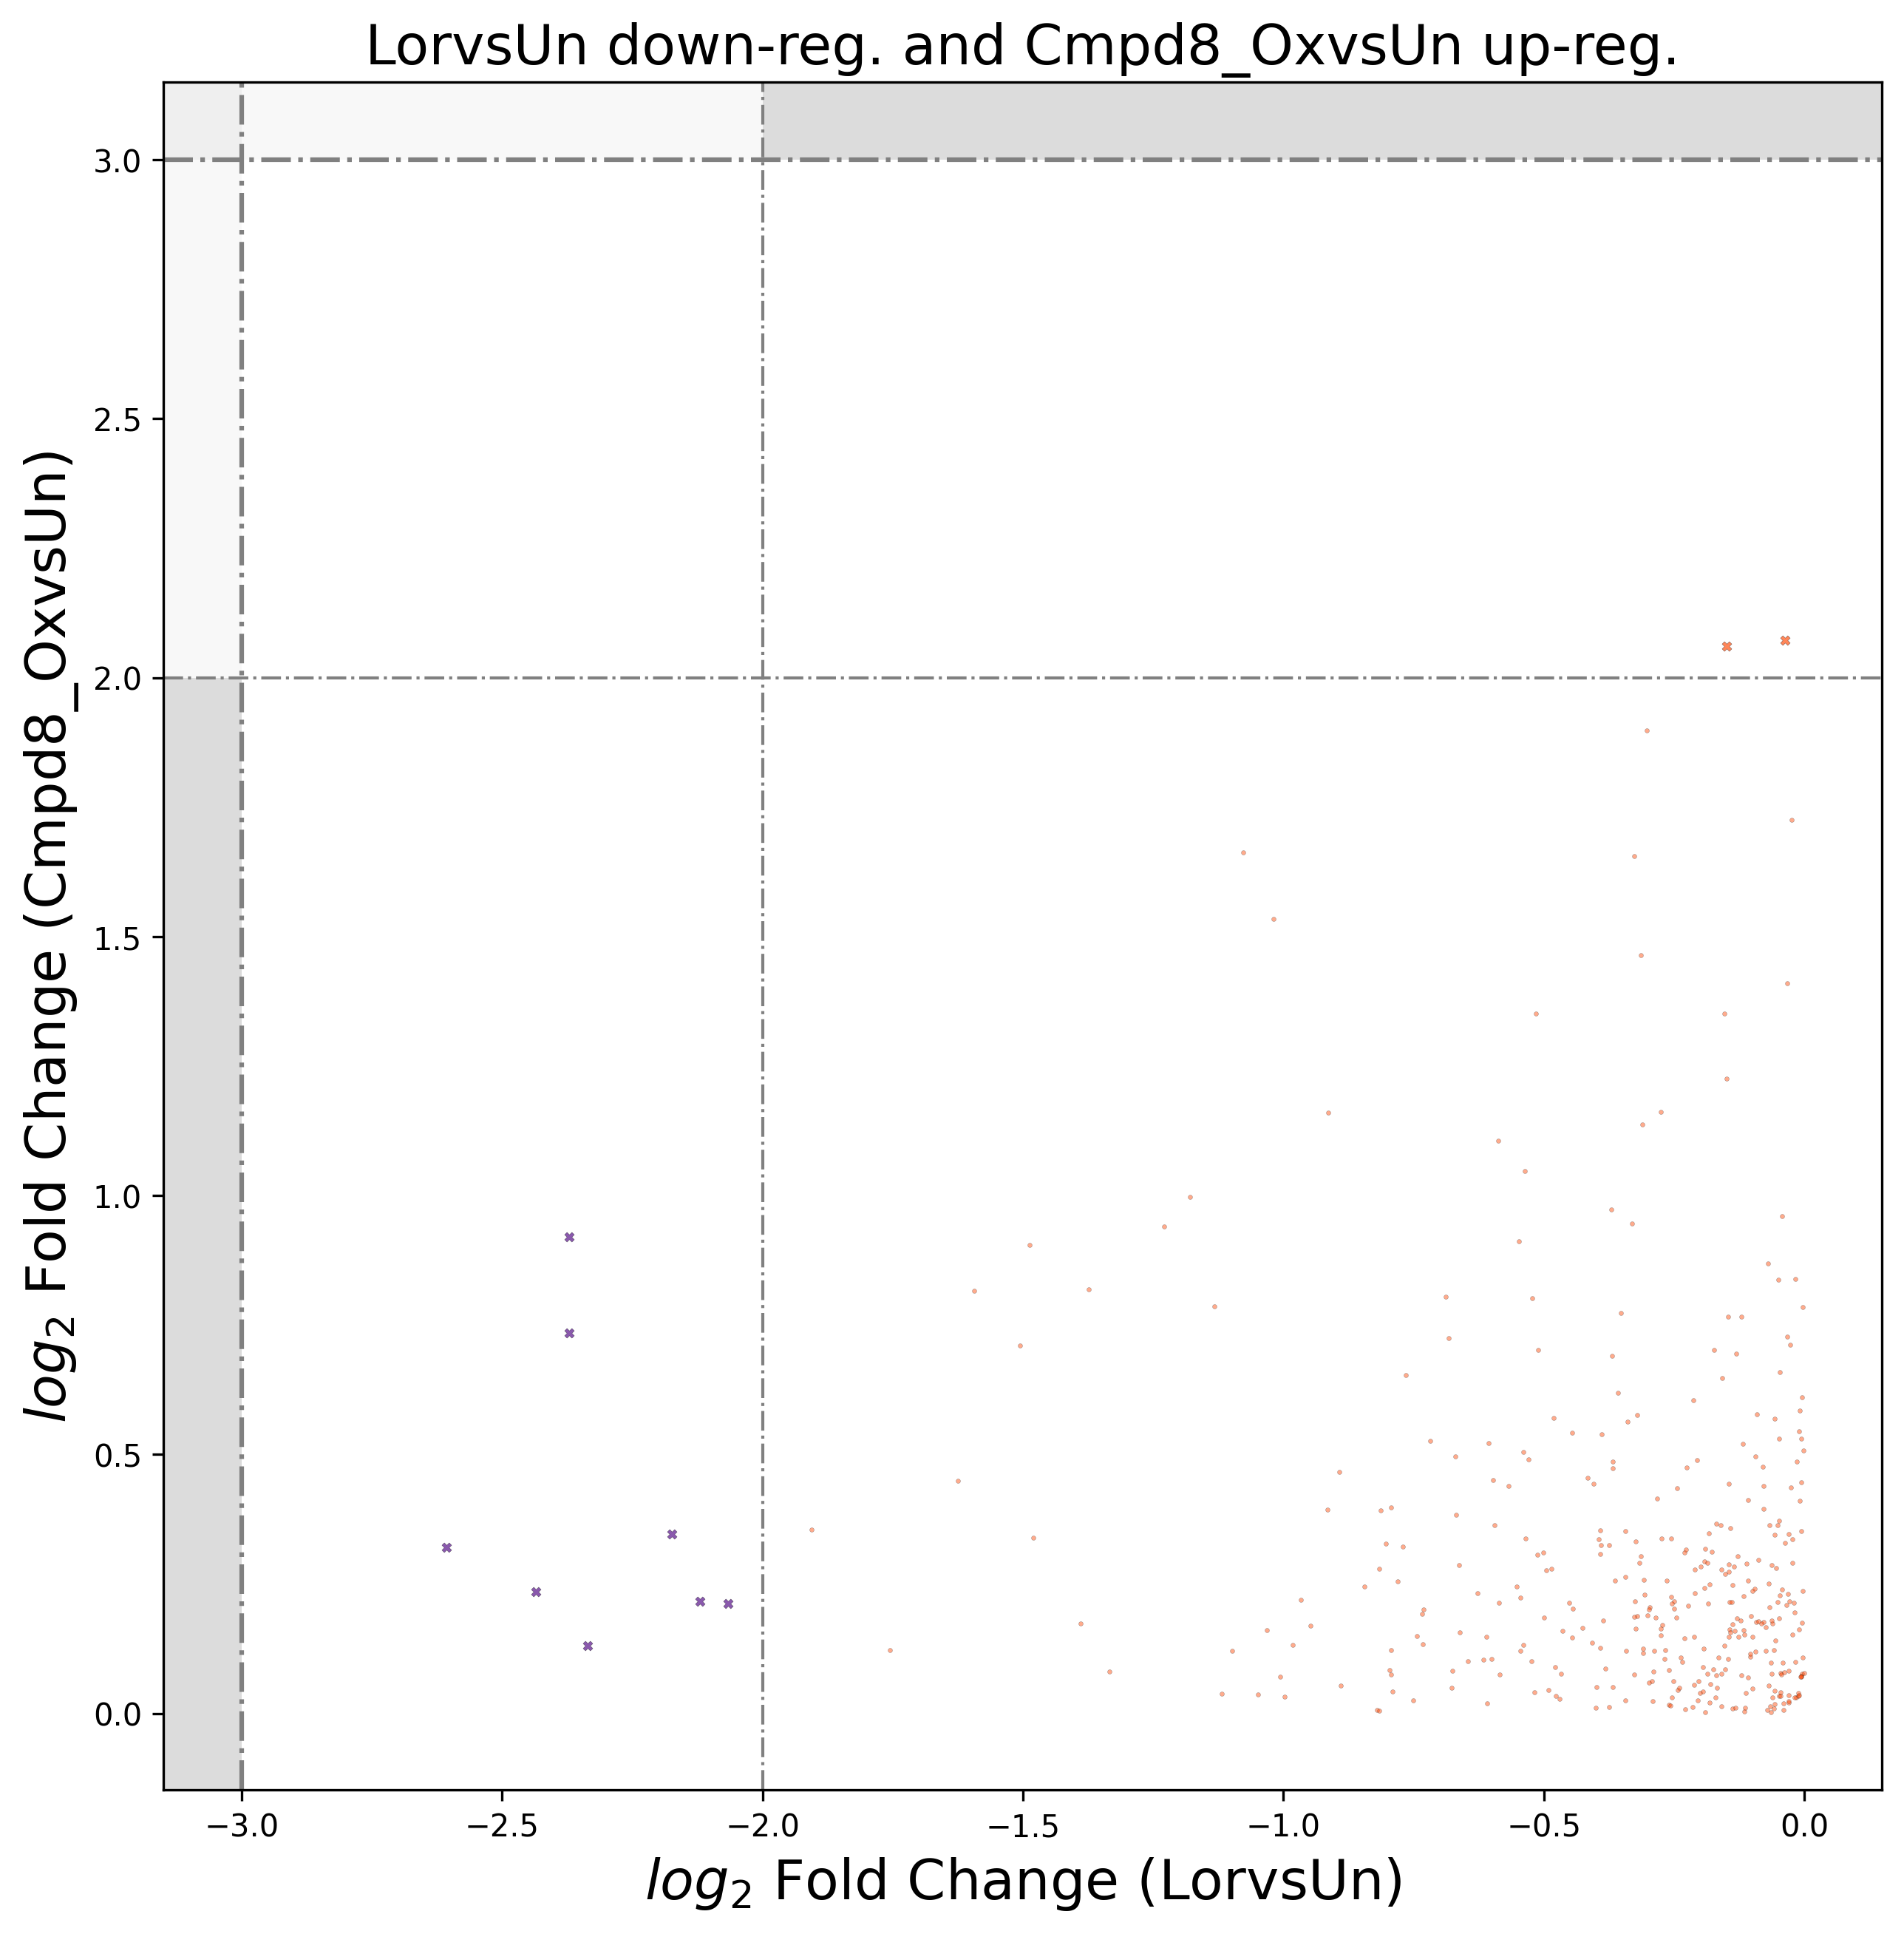 LorvsUn down-reg. and Cmpd8_OxvsUn up-reg.
log2 Fold Change (Cmpd8_OxvsUn)
3.0
2.5
2.0
1.5
1.0
0.5
0.0
−3.0 −2.5 −2.0 −1.5 −1.0 −0.5 0.0
log2 Fold Change (LorvsUn)